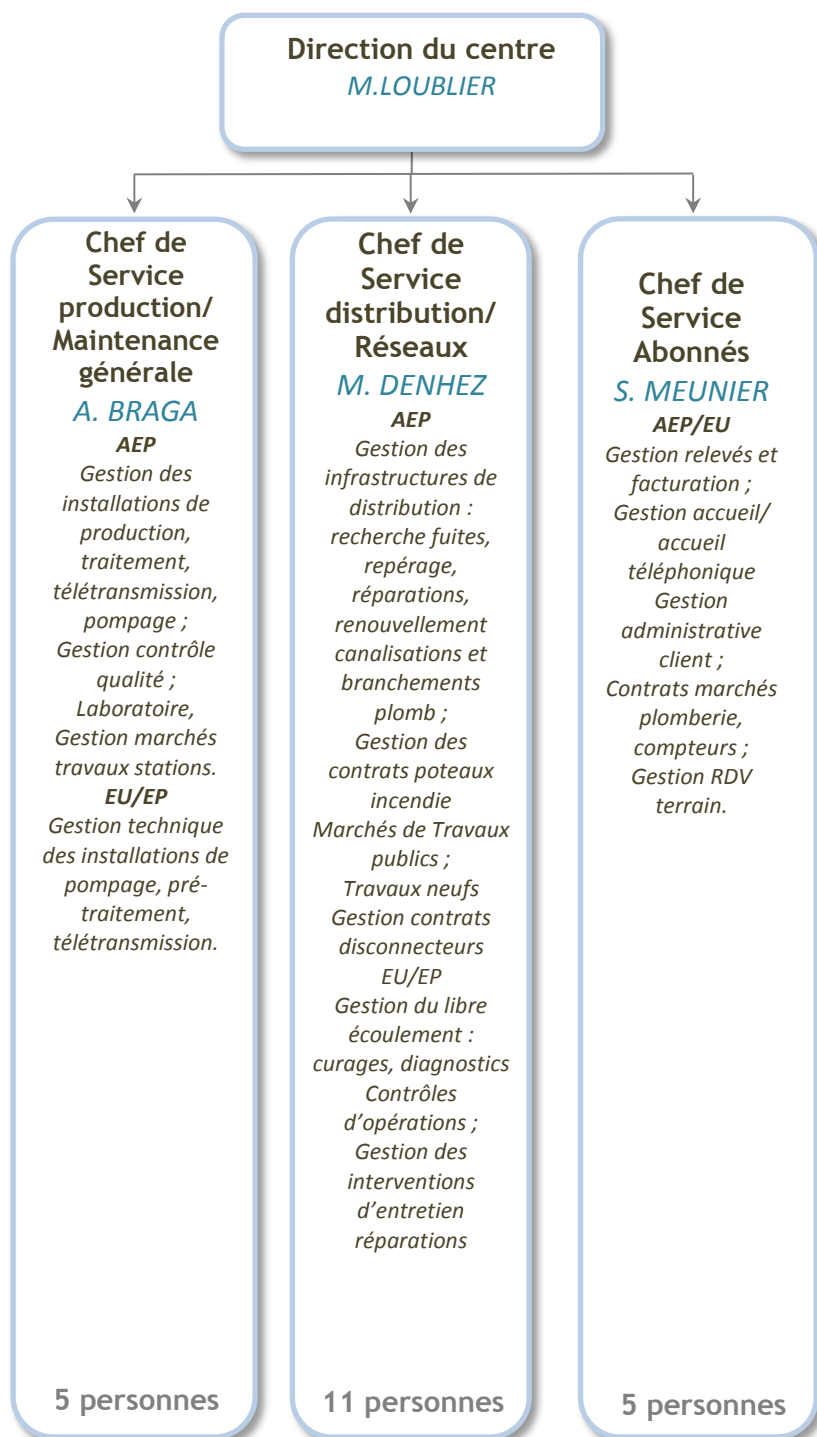 Direction du centre
M.LOUBLIER
Chef de
Service
production/
Maintenance
générale
A. BRAGA
AEP
Gestion des
installations de
production,
traitement,
télétransmission,
pompage ;
Gestion contrôle
qualité ;
Laboratoire,
Gestion marchés
travaux stations.
EU/EP
Gestion technique
des installations de
pompage, pré-
traitement,
télétransmission.
5 personnes
Chef de
Service
distribution/
Réseaux
M. DENHEZ
AEP
Gestion des
infrastructures de
distribution :
recherche fuites,
repérage,
réparations,
renouvellement
canalisations et
branchements
plomb ;
Gestion des
contrats poteaux
incendie
Marchés de Travaux
publics ;
Travaux neufs
Gestion contrats
disconnecteurs
EU/EP
Gestion du libre
écoulement :
curages, diagnostics
Contrôles
d’opérations ;
Gestion des
interventions
d’entretien
réparations
11 personnes
Chef de
Service
Abonnés
S. MEUNIER
AEP/EU
Gestion relevés et
facturation ;
Gestion accueil/
accueil
téléphonique
Gestion
administrative
client ;
Contrats marchés
plomberie,
compteurs ;
Gestion RDV
terrain.
5 personnes